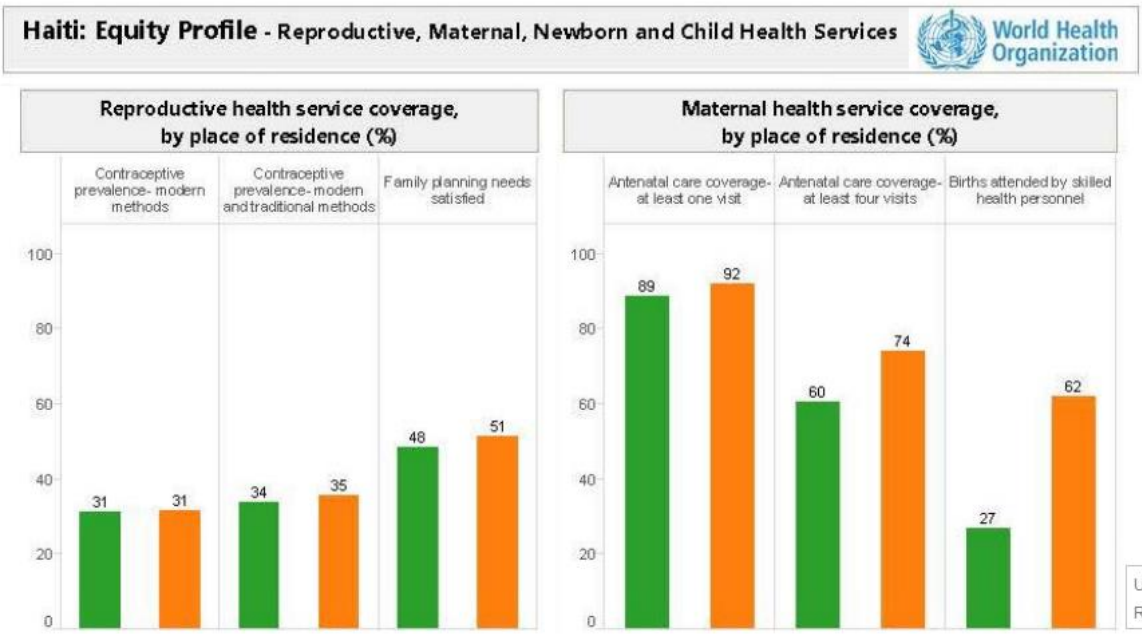 Haiti: Equity Profile - Reproductive, Maternal, Newborn and Child Health Services
World Health
Organization
Reproductive health service coverage,
by place of residence (%)
Contraceptive
prevalence- modern
methods
Contraceptive
prevalence- modern
and traditional methods
Family planning needs
satisfied
100
80
60
40
20
0
31
31
34
35
48
51
Maternal health service coverage,
by place of residence (%)
Antenatal care coverage-
at least one visit
Antenatal care coverage-
at least four visits
Births attended by skilled
health personnel
100
80
60
40
20
0
89
92
60
74
27
62